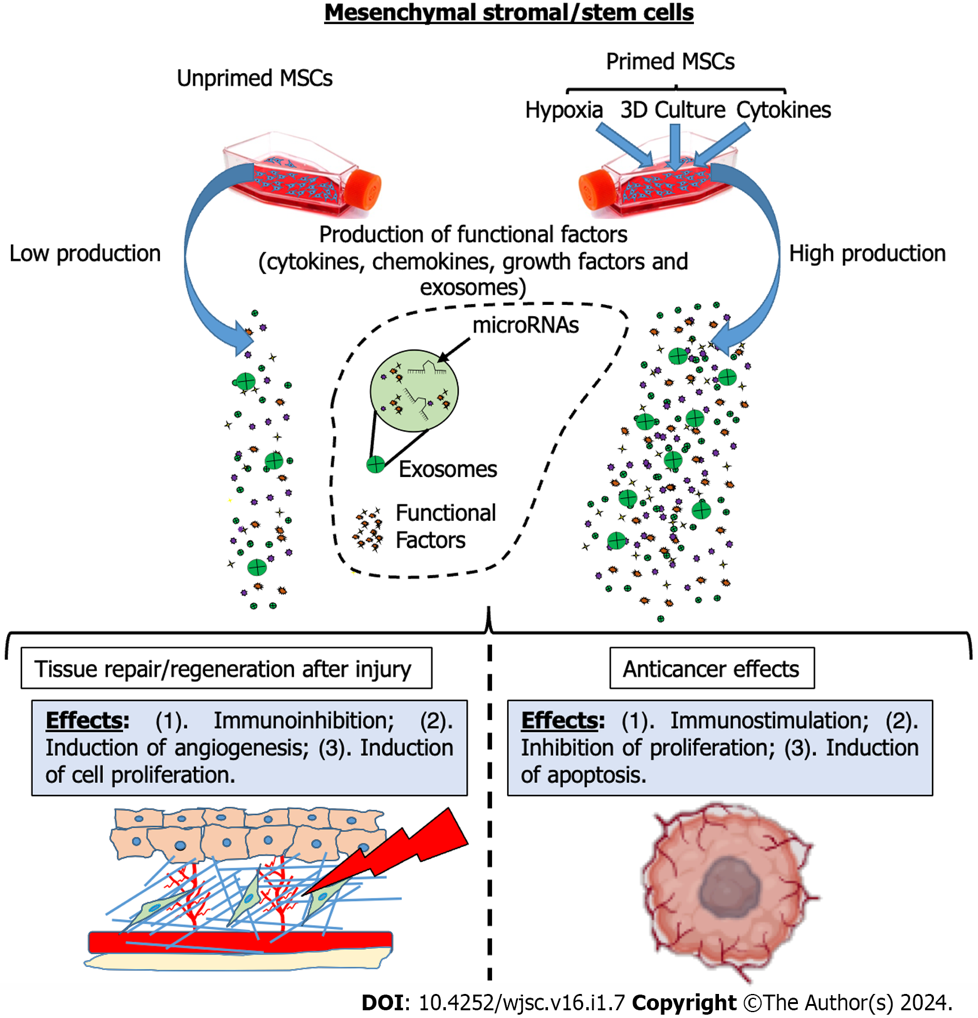 Mesenchymal stromal/stem cells
Unprimed MSCs
Primed MSCs
Hypoxia 3D Culture Cytokines
Low production
Production of functional factors
(cytokines, chemokines, growth factors and
exosomes)
High production
microRNAs
Exosomes
Functional
Factors
Tissue repair/regeneration after injury
Effects: (1). Immunoinhibition; (2).
Induction of angiogenesis; (3). Induction
of cell proliferation.
Anticancer effects
Effects: (1). Immunostimulation; (2).
Inhibition of proliferation; (3). Induction
of apoptosis.
DOI: 10.4252/wjsc.v16.i1.7 Copyright ©The Author(s) 2024.